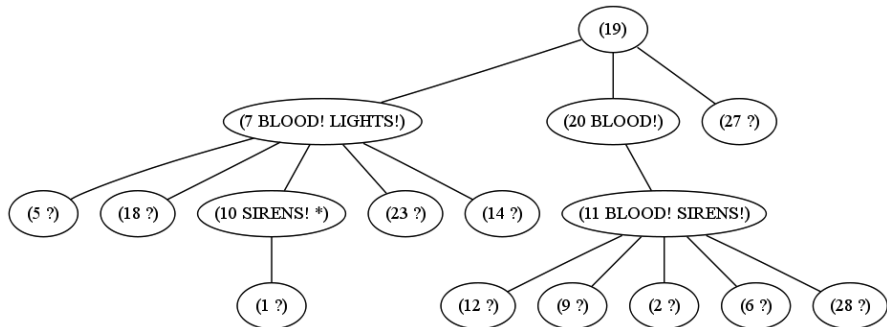 (19)
(7 BLOOD! LIGHTS!) (20 BLOOD!) (27 ?)
(5 ?) (18 ?) (10 SIRENS! *) (23 ?) (14 ?) (11 BLOOD! SIRENS!)
(1 ?) (12 ?) (9 ?) (2 ?) (6 ?) (28 ?)